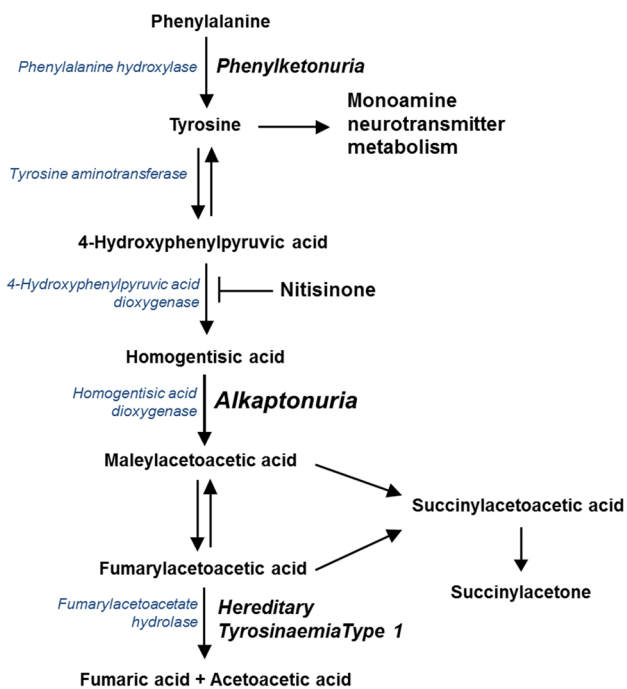 Phenylalanine
Phenylalanine hydroxylase
Phenylketonuria
Tyrosine
Monoamine
neurotransmitter
metabolism
Tyrosine aminotransferase
4-Hydroxyphenylpyruvic acid
4-Hydroxyphenylpyruvic acid
dioxygenase
Nitisinone
Homogentisic acid
Homogentisic acid
dioxygenase
Alkaptonuria
Maleylacetoacetic acid
Succinylacetoacetic acid
Fumarylacetoacetic acid
Succinylacetone
Fumarylacetoacetate
hydrolase
Hereditary
TyrosinaemiaType 1
Fumaric acid + Acetoacetic acid